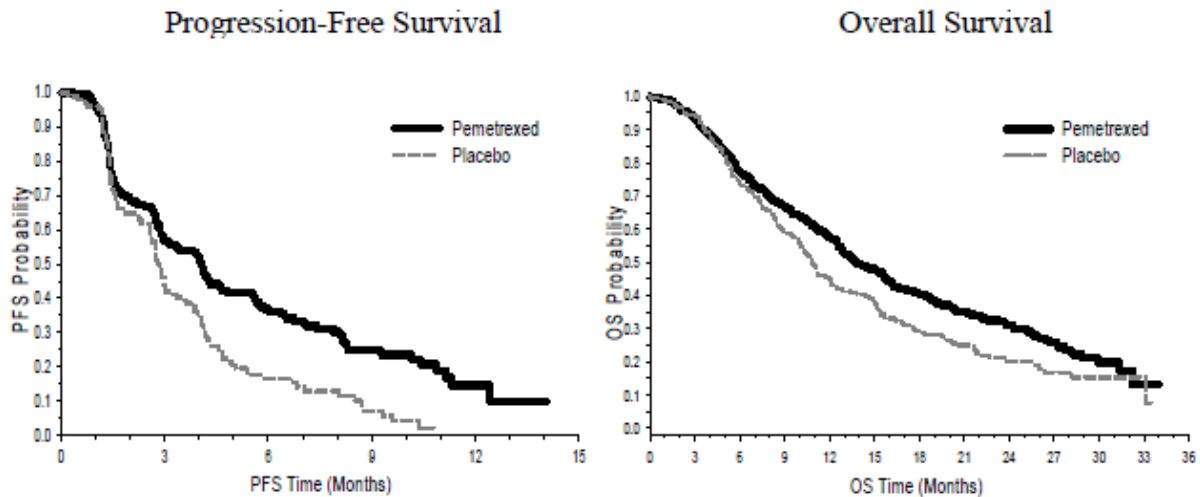 Progression-Free Survival
1.0
0.9
0.8
0.7
0.6
0.5
0.4
0.3
0.2
0.1
0.0
PFS Probability
Pemetrexed
Placebo
0 3 6 9 12 15
PFS Time (Months)
Overall Survival
1.0
0.9
0.8
0.7
0.6
0.5
0.4
0.3
0.2
0.1
0.0
OS Probability
Pemetrexed
Placebo
0 3 6 9 12 15 18 21 24 27 30 33 36
OS Time (Months)